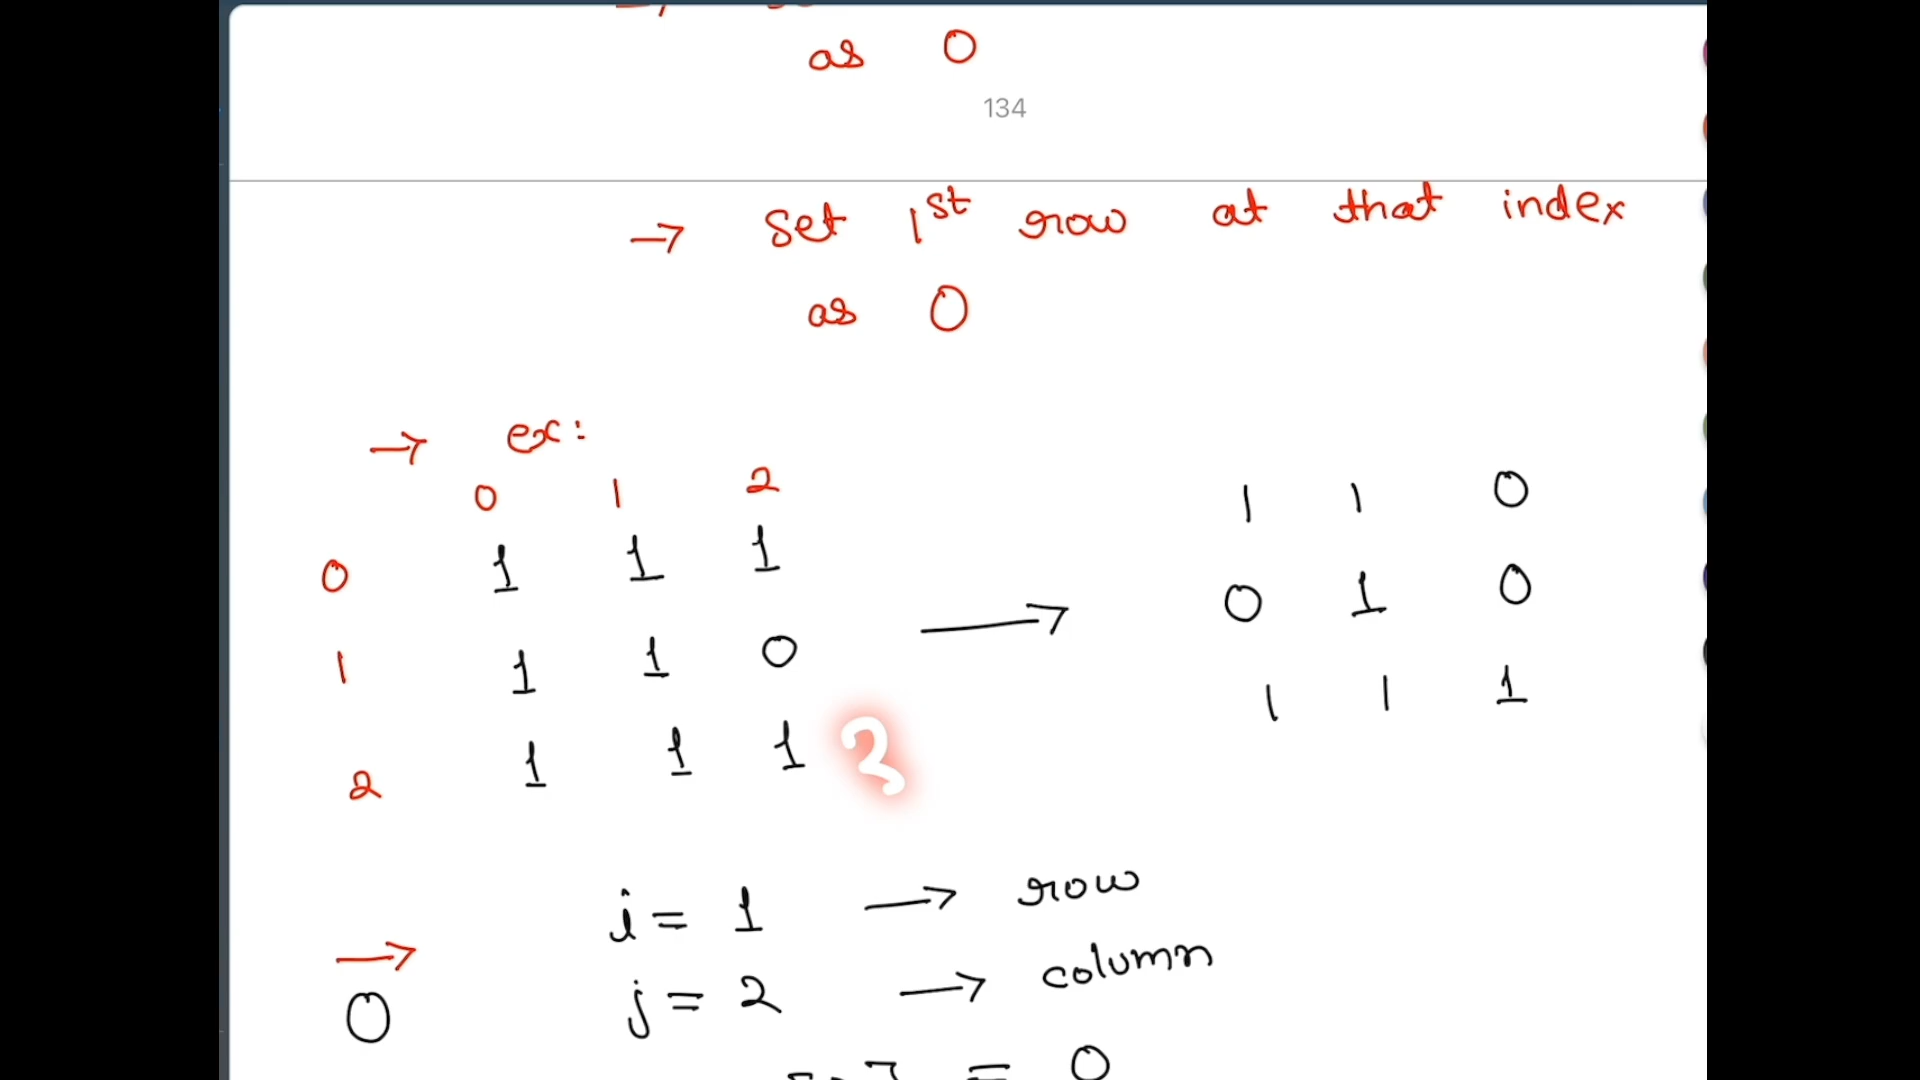 as 0
134
→ Set 1st row at that index
as 0
→ ex:
0 1 2
0 1 1 1 → 1 1 0
1 1 1 0 0 1 0
2 1 1 1 1 1 1
i = 1 → row
→ j = 2 → column
0
= 0